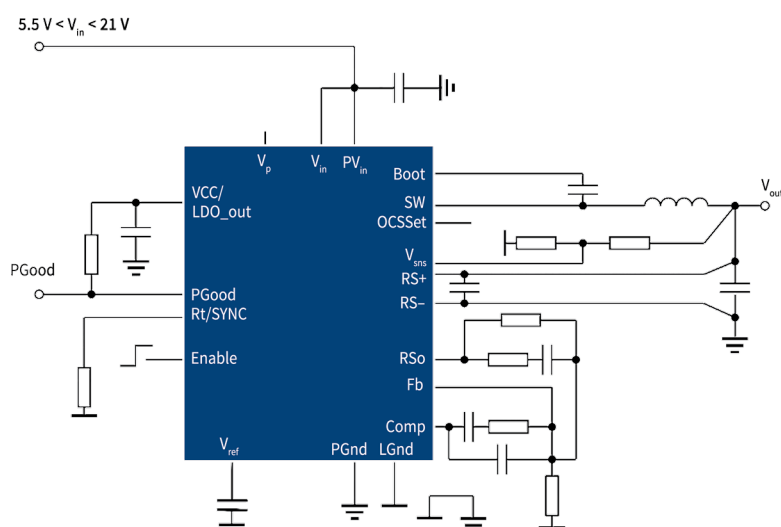 5.5 V < Vin < 21 V
Vp
Vin
PVin
Boot
VCC/
LDO_out
SW
Vout
OCSSet
Vsns
RS+
PGood
PGood
RS–
Rt/SYNC
Enable
RSo
Fb
Comp
Vref
PGnd
LGnd